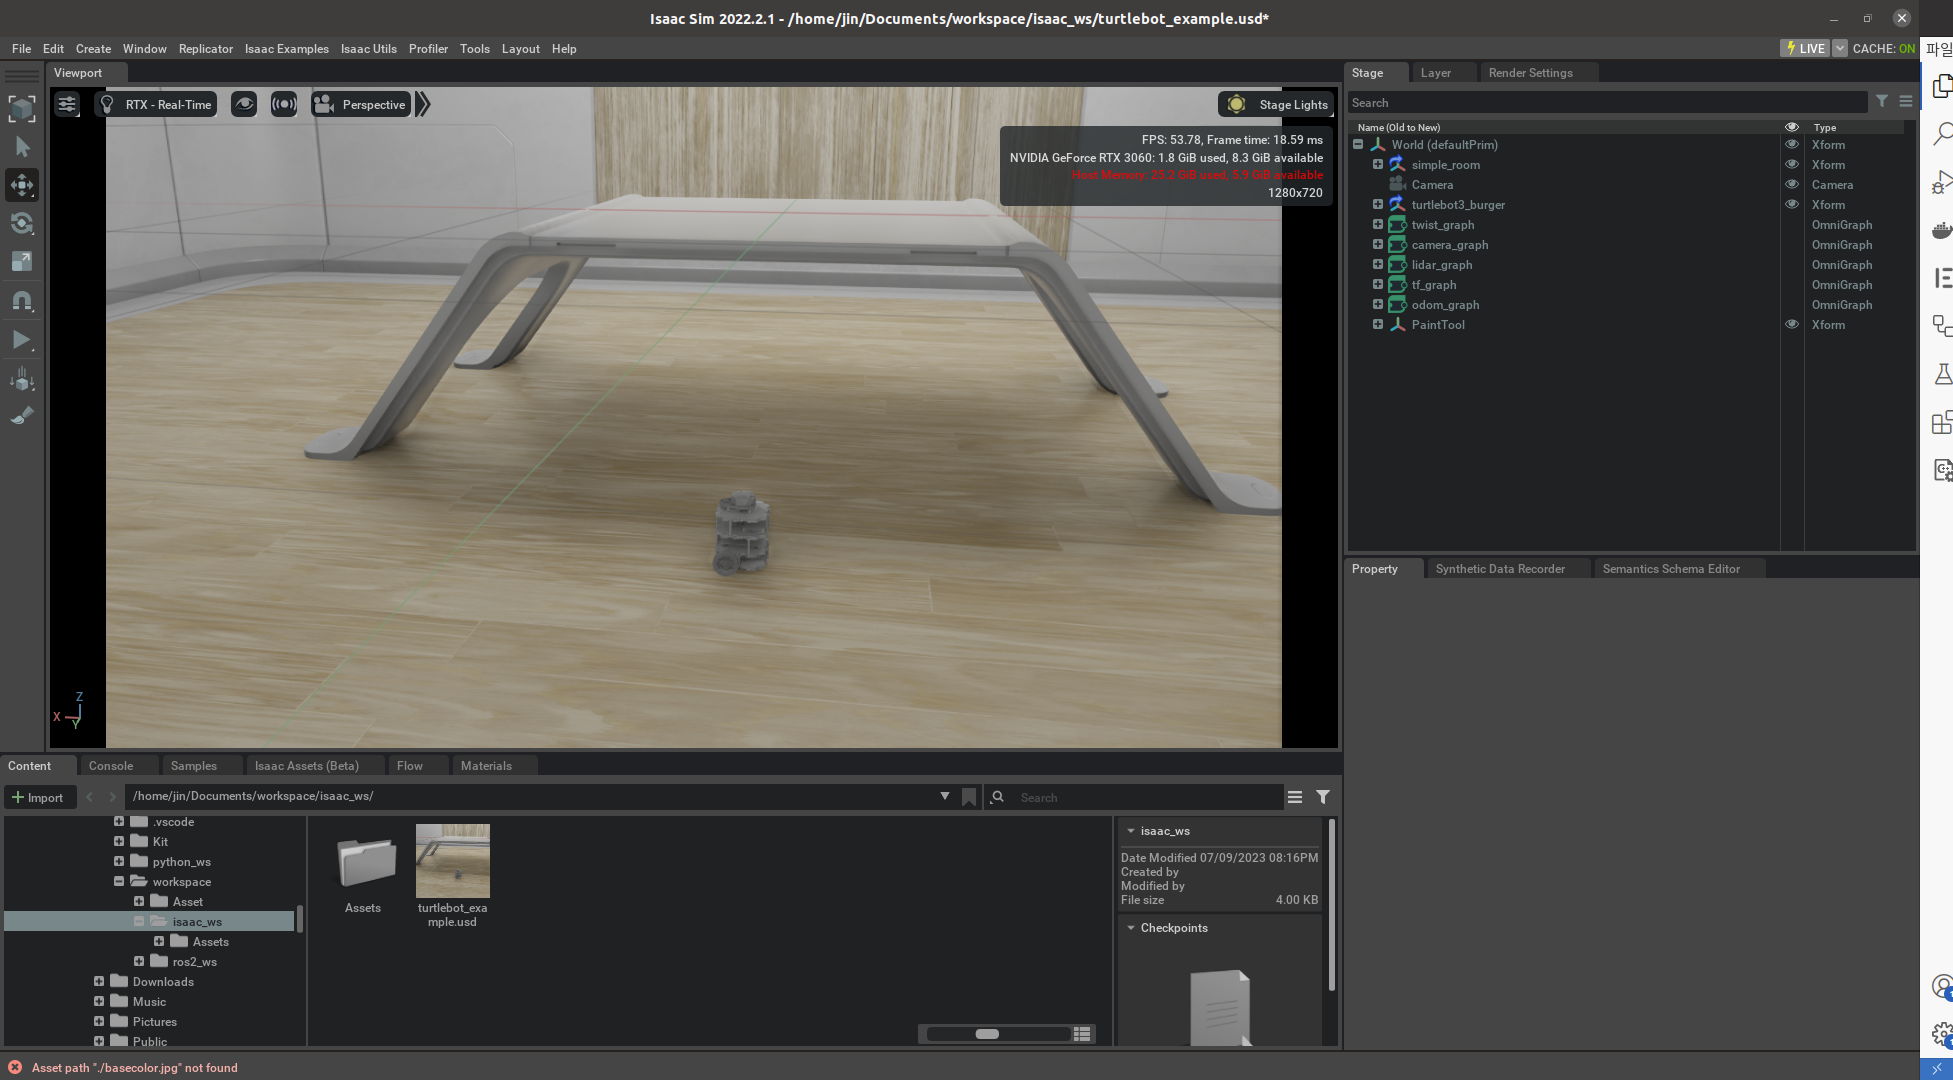 Isaac Sim 2022.2.1 - /home/jin/Documents/workspace/isaac_ws/turtlebot_example.usd*
File Edit Create Window Replicator Isaac Examples Isaac Utils Profiler Tools Layout Help
LIVE CACHE: ON
파일
Viewport
RTX - Real-Time
Perspective
Stage Lights
FPS: 53.78, Frame time: 18.59 ms
NVIDIA GeForce RTX 3060: 1.8 GiB used, 8.3 GiB available
Host Memory: 25.2 GiB used, 5.9 GiB available
1280x720
Z
X
Y
Stage Layer Render Settings
Search
Name (Old to New) Type
World (defaultPrim) Xform
simple_room Xform
Camera Camera
turtlebot3_burger Xform
twist_graph OmniGraph
camera_graph OmniGraph
lidar_graph OmniGraph
tf_graph OmniGraph
odom_graph OmniGraph
PaintTool Xform
Property Synthetic Data Recorder Semantics Schema Editor
Content Console Samples Isaac Assets (Beta) Flow Materials
Import
/home/jin/Documents/workspace/isaac_ws/
Search
.vscode
Kit
python_ws
workspace
Asset
isaac_ws
Assets
ros2_ws
Downloads
Music
Pictures
Public
Assets
turtlebot_exa
mple.usd
isaac_ws
Date Modified 07/09/2023 08:16PM
Created by
Modified by
File size 4.00 KB
Checkpoints
Asset path "./basecolor.jpg" not found